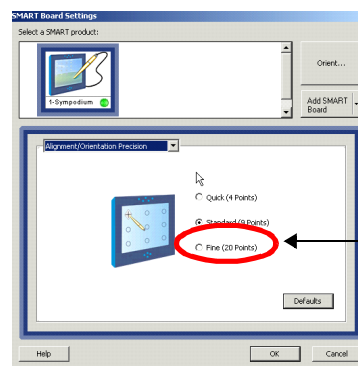 SMART Board Settings
Select a SMART product:
1-Sympodium
Orient...
Add SMART
Board
Alignment/Orientation Precision
Quick (4 Points)
Standard (9 Points)
Fine (20 Points)
Defaults
Help
OK
Cancel